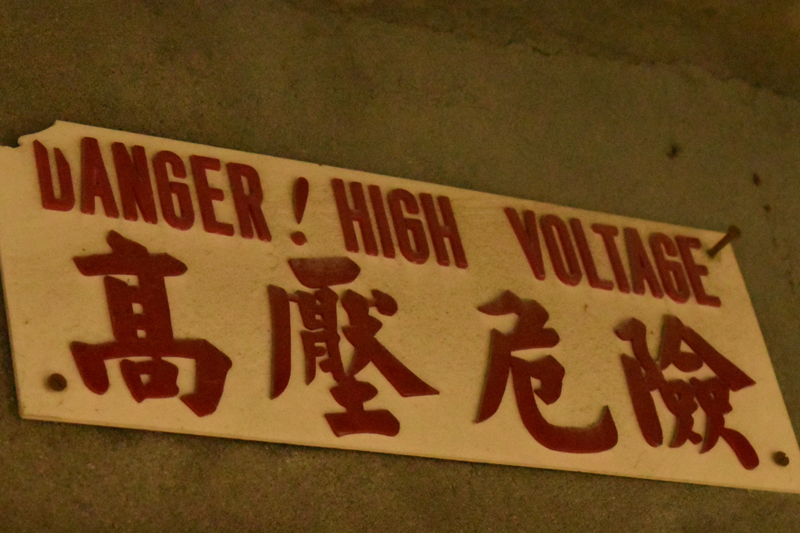 DANGER! HIGH VOLTAGE
高壓危險